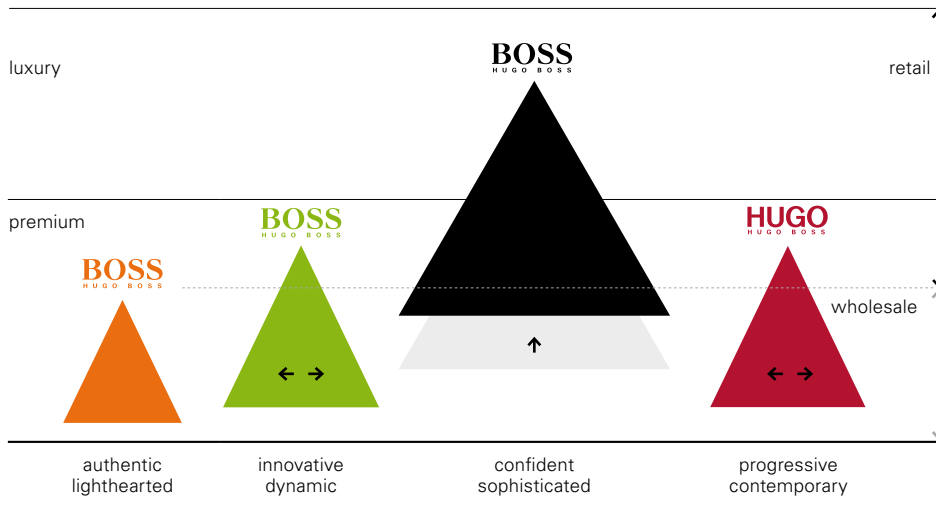 luxury
BOSS
HUGO BOSS
retail
premium
BOSS
HUGO BOSS
HUGO
HUGO BOSS
BOSS
HUGO BOSS
wholesale
authentic
lighthearted
innovative
dynamic
confident
sophisticated
progressive
contemporary